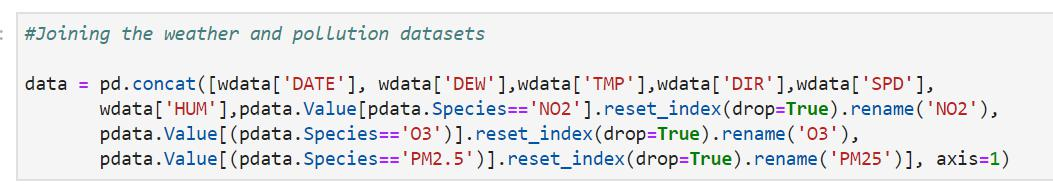 :
#Joining the weather and pollution datasets
data = pd.concat([wdata['DATE'], wdata['DEW'],wdata['TMP'],wdata['DIR'],wdata['SPD'],
wdata['HUM'],pdata.Value[pdata.Species=='NO2'].reset_index(drop=True).rename('NO2'),
pdata.Value[(pdata.Species=='O3')].reset_index(drop=True).rename('O3'),
pdata.Value[(pdata.Species=='PM2.5')].reset_index(drop=True).rename('PM25')], axis=1)